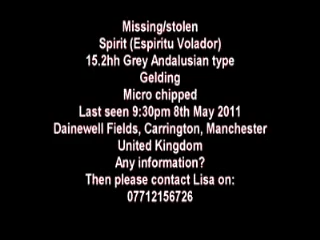 Missing/stolen
Spirit (Espiritu Volador)
15.2hh Grey Andalusian type
Gelding
Micro chipped
Last seen 9:30pm 8th May 2011
Dainewell Fields, Carrington, Manchester
United Kingdom
Any information?
Then please contact Lisa on:
07712156726